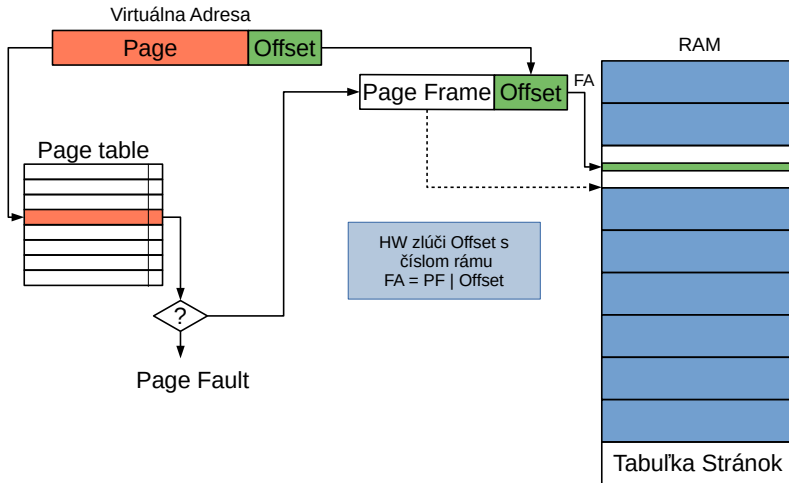 Virtuálna Adresa
Page
Offset
RAM
Page Frame
Offset
FA
Page table
HW zlúči Offset s
číslom rámu
FA = PF | Offset
?
Page Fault
Tabuľka Stránok